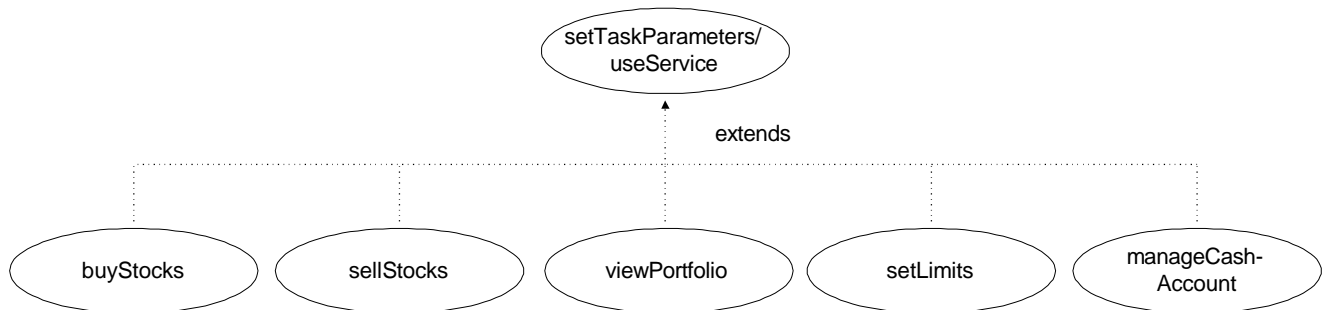 setTaskParameters/
useService
extends
buyStocks
sellStocks
viewPortfolio
setLimits
manageCash-
Account